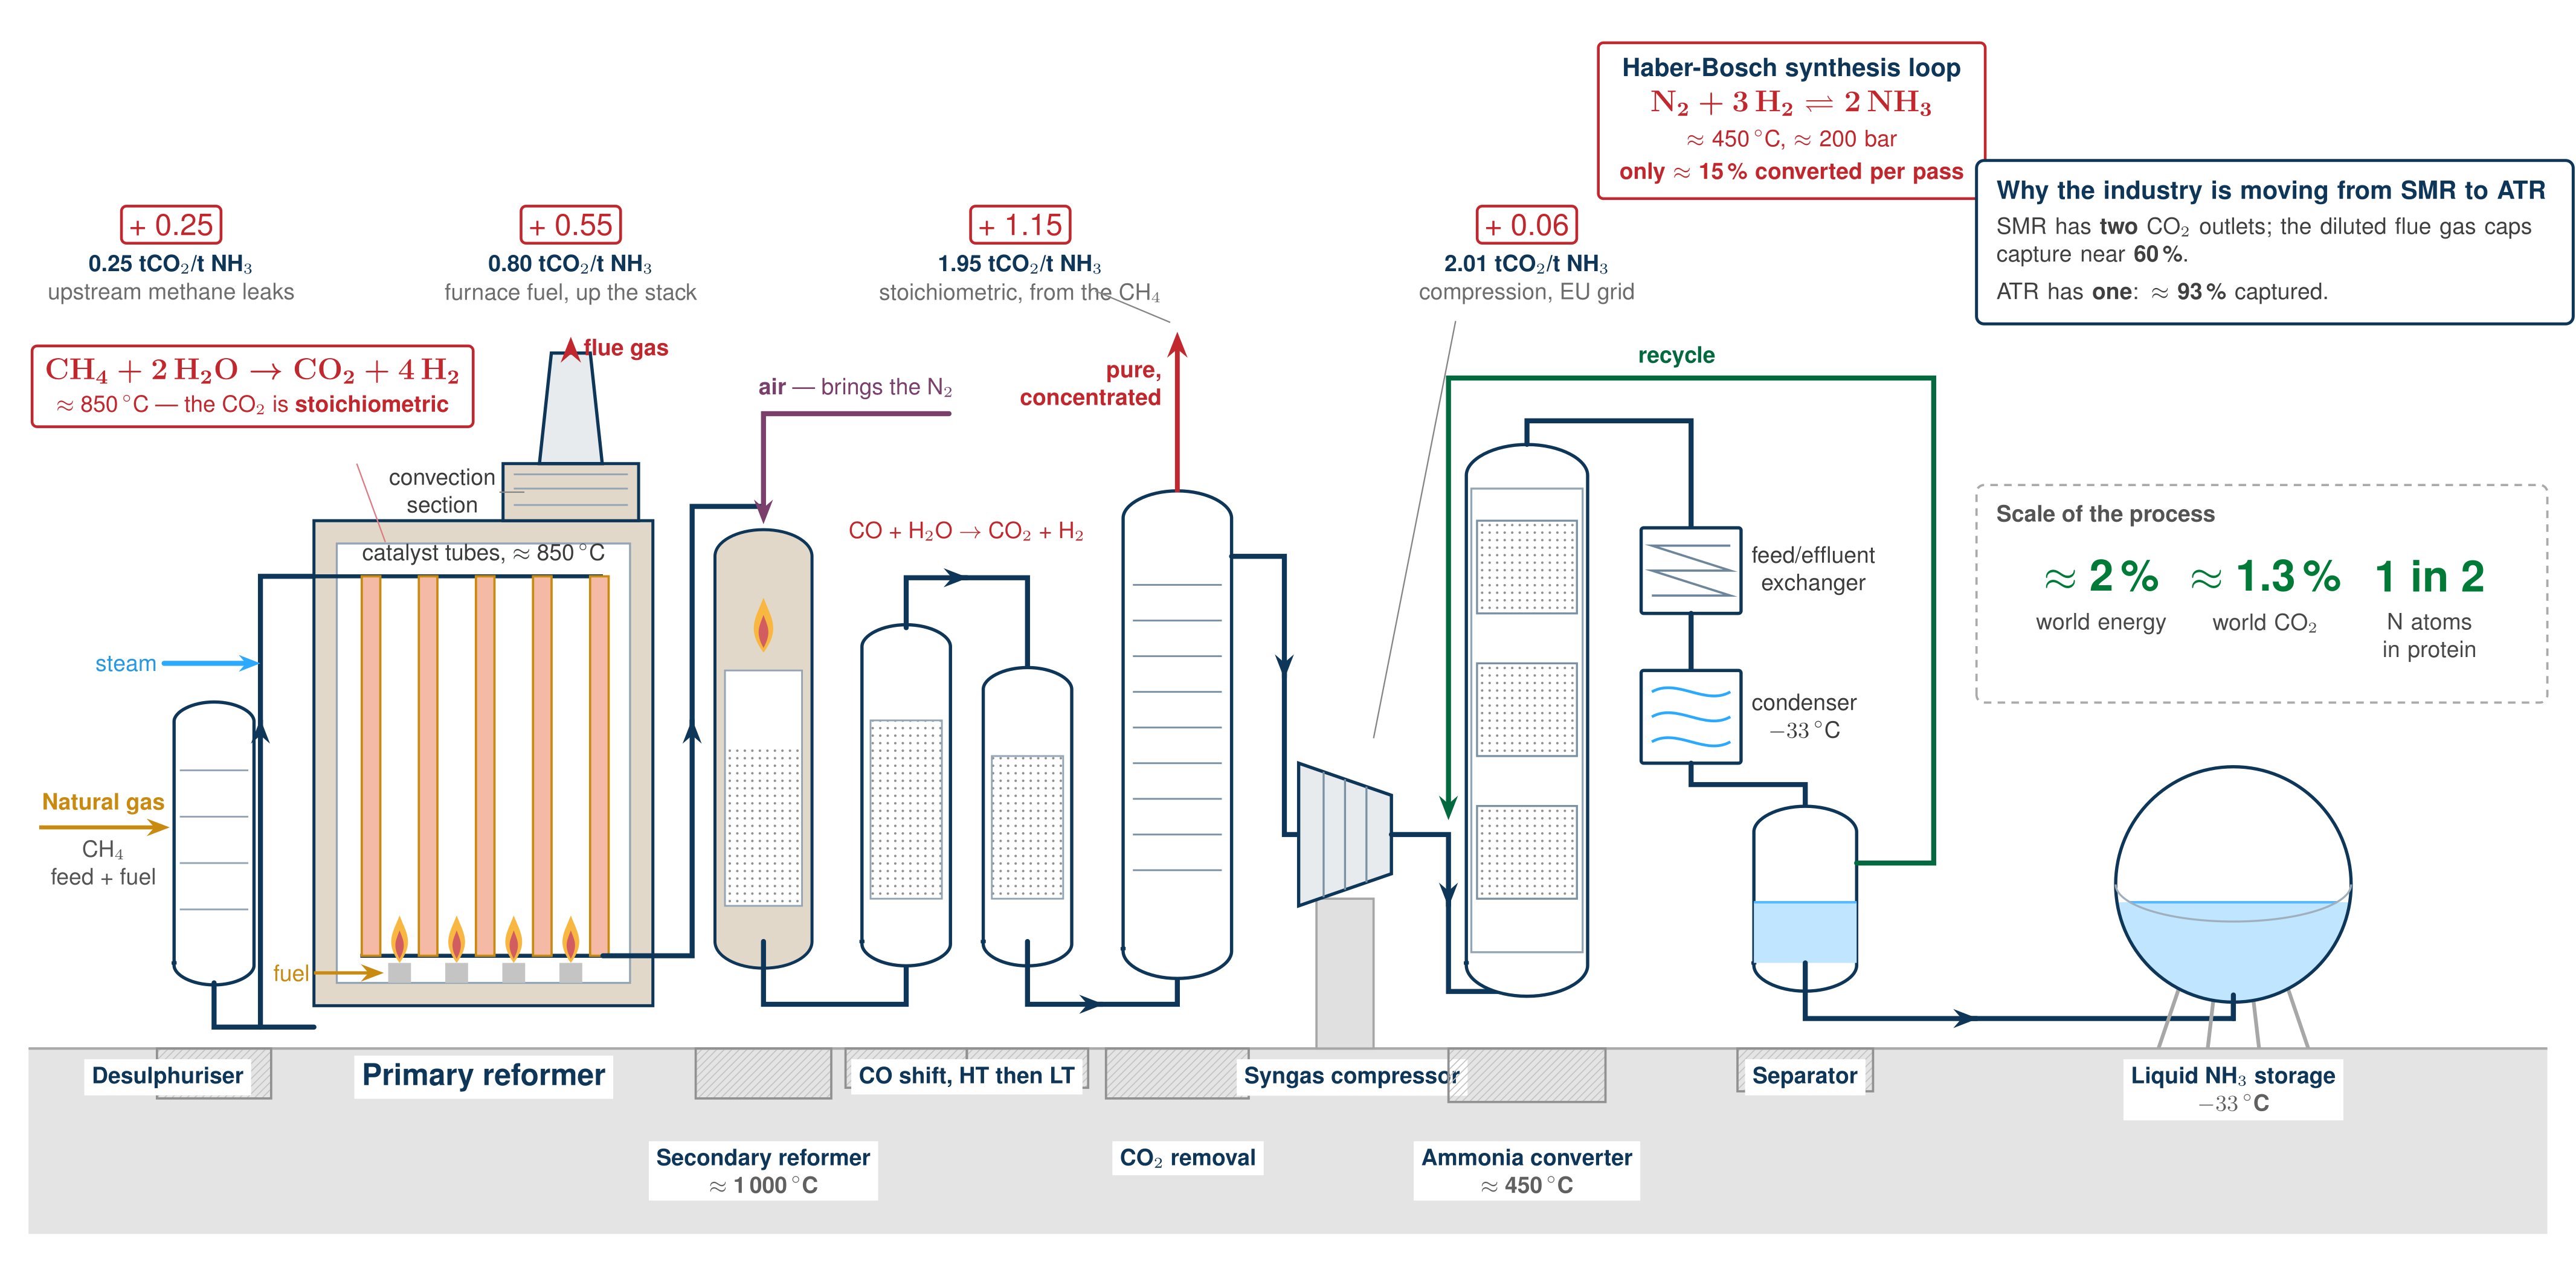 Haber-Bosch synthesis loop
N₂ + 3 H₂ ⇌ 2 NH₃
≈ 450 °C, ≈ 200 bar
only ≈ 15 % converted per pass
Why the industry is moving from SMR to ATR
SMR has two CO₂ outlets; the diluted flue gas caps
capture near 60 %.
ATR has one: ≈ 93 % captured.
+ 0.25
0.25 tCO₂/t NH₃
upstream methane leaks
+ 0.55
0.80 tCO₂/t NH₃
furnace fuel, up the stack
+ 1.15
1.95 tCO₂/t NH₃
stoichiometric, from the CH₄
+ 0.06
2.01 tCO₂/t NH₃
compression, EU grid
CH₄ + 2 H₂O → CO₂ + 4 H₂
≈ 850 °C — the CO₂ is stoichiometric
flue gas
air — brings the N₂
pure,
concentrated
recycle
convection
section
catalyst tubes, ≈ 850 °C
CO + H₂O → CO₂ + H₂
feed/effluent
exchanger
condenser
−33 °C
Scale of the process
≈ 2 %
world energy
≈ 1.3 %
world CO₂
1 in 2
N atoms
in protein
steam
Natural gas
CH₄
feed + fuel
fuel
Desulphuriser
Primary reformer
CO shift, HT then LT
Syngas compressor
Separator
Liquid NH₃ storage
−33 °C
Secondary reformer
≈ 1 000 °C
CO₂ removal
Ammonia converter
≈ 450 °C